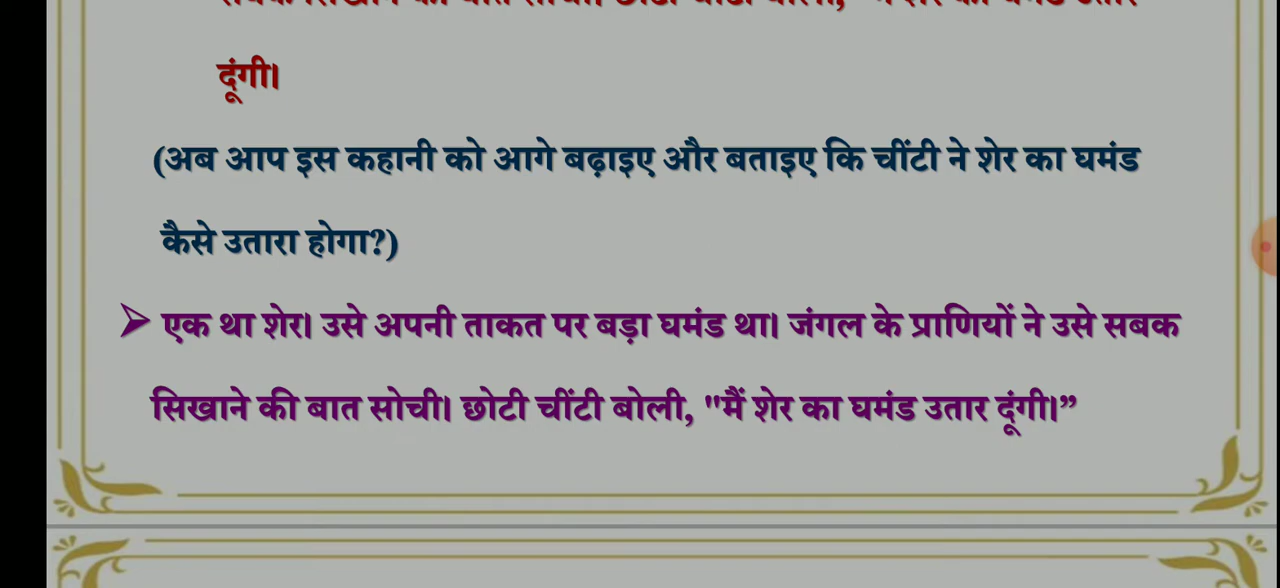 दूंगी।
(अब आप इस कहानी को आगे बढ़ाइए और बताइए कि चींटी ने शेर का घमंड
कैसे उतारा होगा?)
➢ एक था शेर। उसे अपनी ताकत पर बड़ा घमंड था। जंगल के प्राणियों ने उसे सबक
सिखाने की बात सोची। छोटी चींटी बोली, "मैं शेर का घमंड उतार दूंगी।”